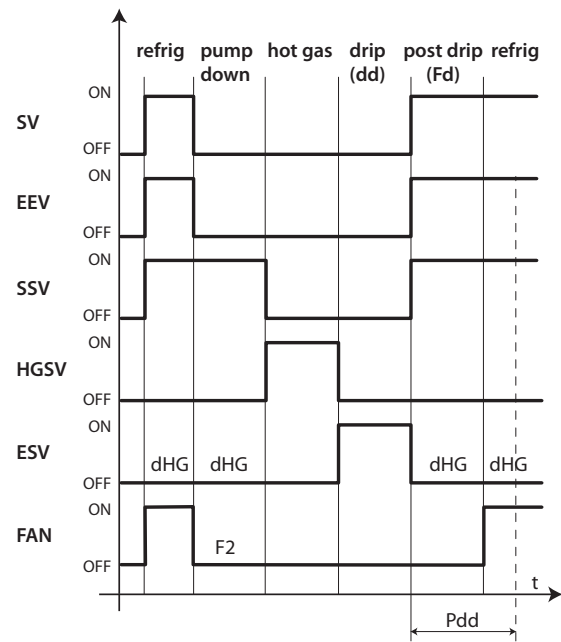 refrig pump down hot gas drip (dd) post drip (Fd) refrig
ON
SV
OFF
ON
EEV
OFF
ON
SSV
OFF
ON
HGSV
OFF
ON
ESV
dHG dHG dHG dHG
OFF
ON
FAN
F2
OFF
t
Pdd